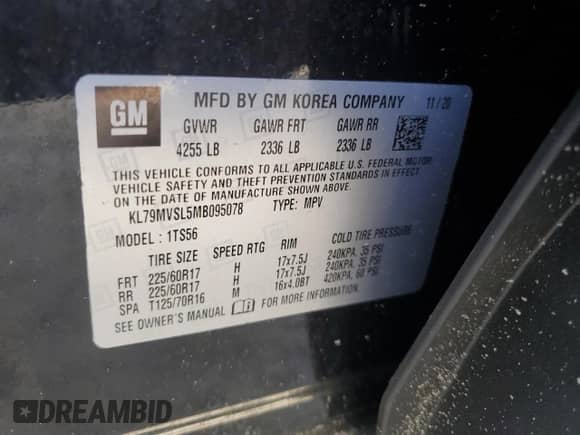 GM
MFD BY GM KOREA COMPANY 11/20
GVWR GAWR FRT GAWR RR
4255 LB 2336 LB 2336 LB
THIS VEHICLE CONFORMS TO ALL APPLICABLE U.S. FEDERAL MOTOR
VEHICLE SAFETY AND THEFT PREVENTION STANDARDS IN EFFECT ON
THE DATE OF MANUFACTURE SHOWN ABOVE.
KL79MVSL5MB095078 TYPE: MPV
MODEL: 1TS56
TIRE SIZE SPEED RTG RIM COLD TIRE PRESSURE
FRT 225/60R17 H 17x7.5J 240KPA, 35 PSI
RR 225/60R17 H 17x7.5J 240KPA, 35 PSI
SPA T125/70R16 M 16x4.0BT 420KPA, 60 PSI
SEE OWNER'S MANUAL FOR MORE INFORMATION.
DREAMBID